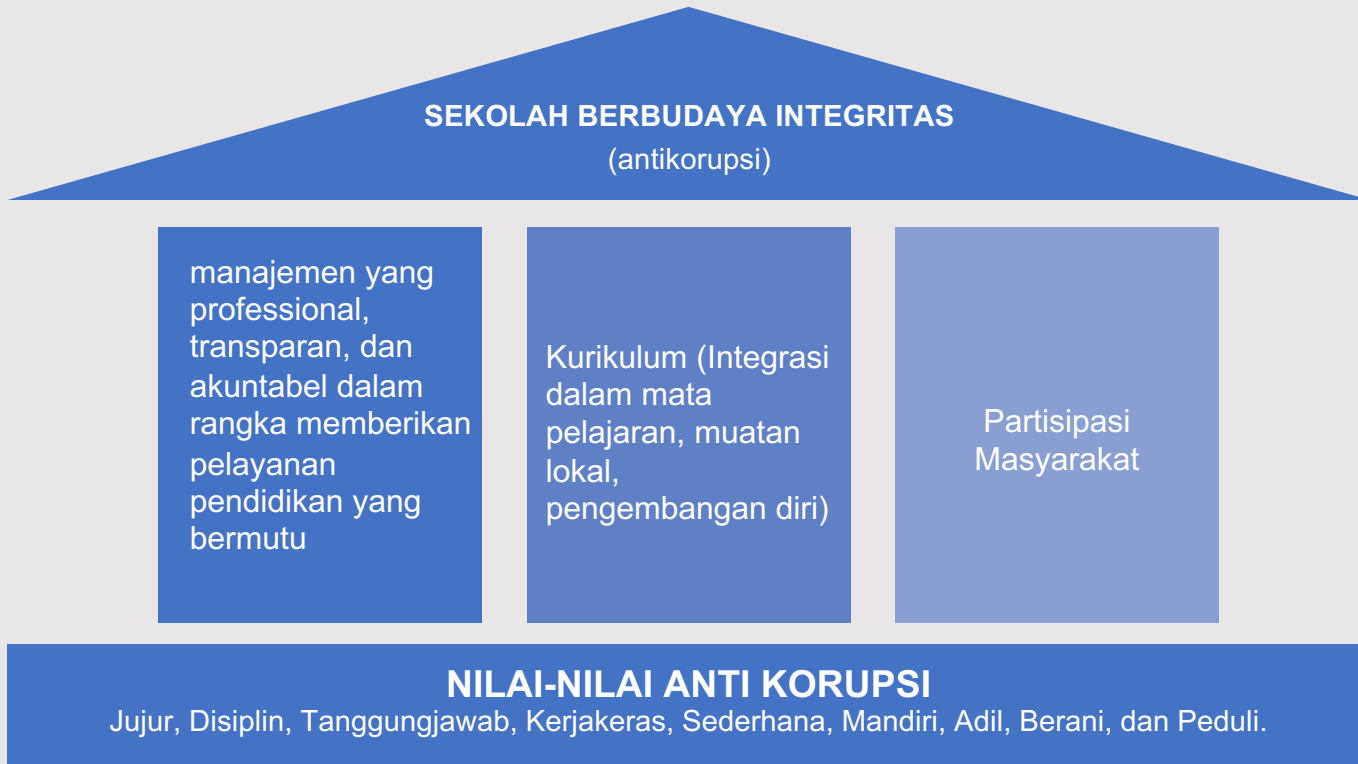 SEKOLAH BERBUDAYA INTEGRITAS
(antikorupsi)
manajemen yang
professional,
transparan, dan
akuntabel dalam
rangka memberikan
pelayanan
pendidikan yang
bermutu
Kurikulum (Integrasi
dalam mata
pelajaran, muatan
lokal,
pengembangan diri)
Partisipasi
Masyarakat
NILAI-NILAI ANTI KORUPSI
Jujur, Disiplin, Tanggungjawab, Kerjakeras, Sederhana, Mandiri, Adil, Berani, dan Peduli.